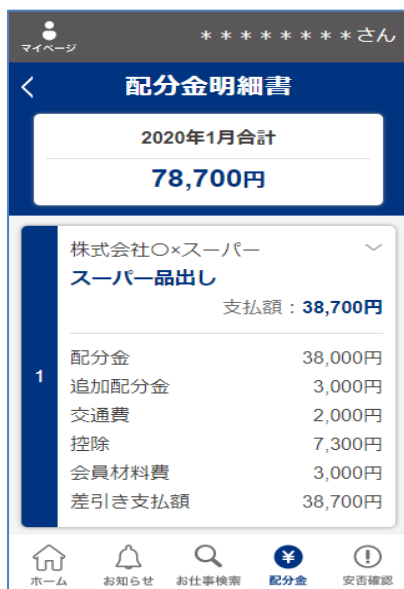 マイページ
********さん
配分金明細書
2020年1月合計
78,700円
株式会社〇×スーパー
スーパー品出し
支払額：38,700円
1
配分金 38,000円
追加配分金 3,000円
交通費 2,000円
控除 7,300円
会員材料費 3,000円
差引き支払額 38,700円
ホーム お知らせ お仕事検索 配分金 安否確認